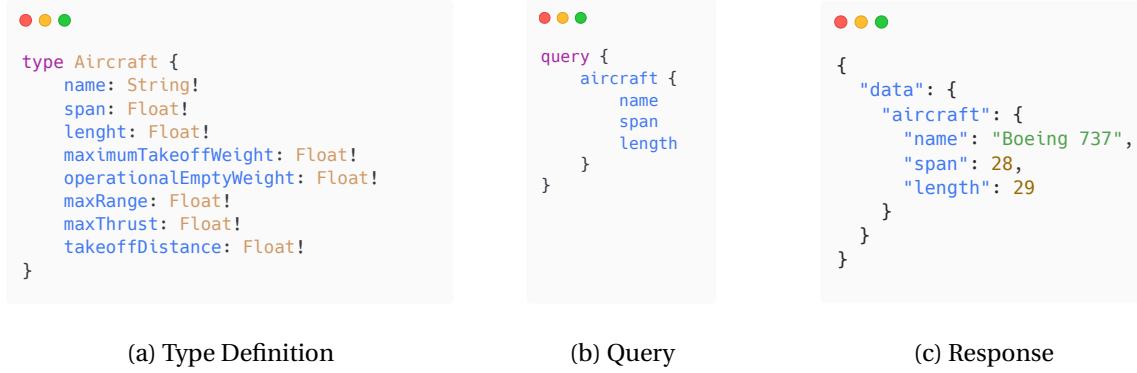 type Aircraft {
    name: String!
    span: Float!
    lenght: Float!
    maximumTakeoffWeight: Float!
    operationalEmptyWeight: Float!
    maxRange: Float!
    maxThrust: Float!
    takeoffDistance: Float!
}
(a) Type Definition
query {
    aircraft {
        name
        span
        length
    }
}
(b) Query
{
  "data": {
    "aircraft": {
      "name": "Boeing 737",
      "span": 28,
      "length": 29
    }
  }
}
(c) Response